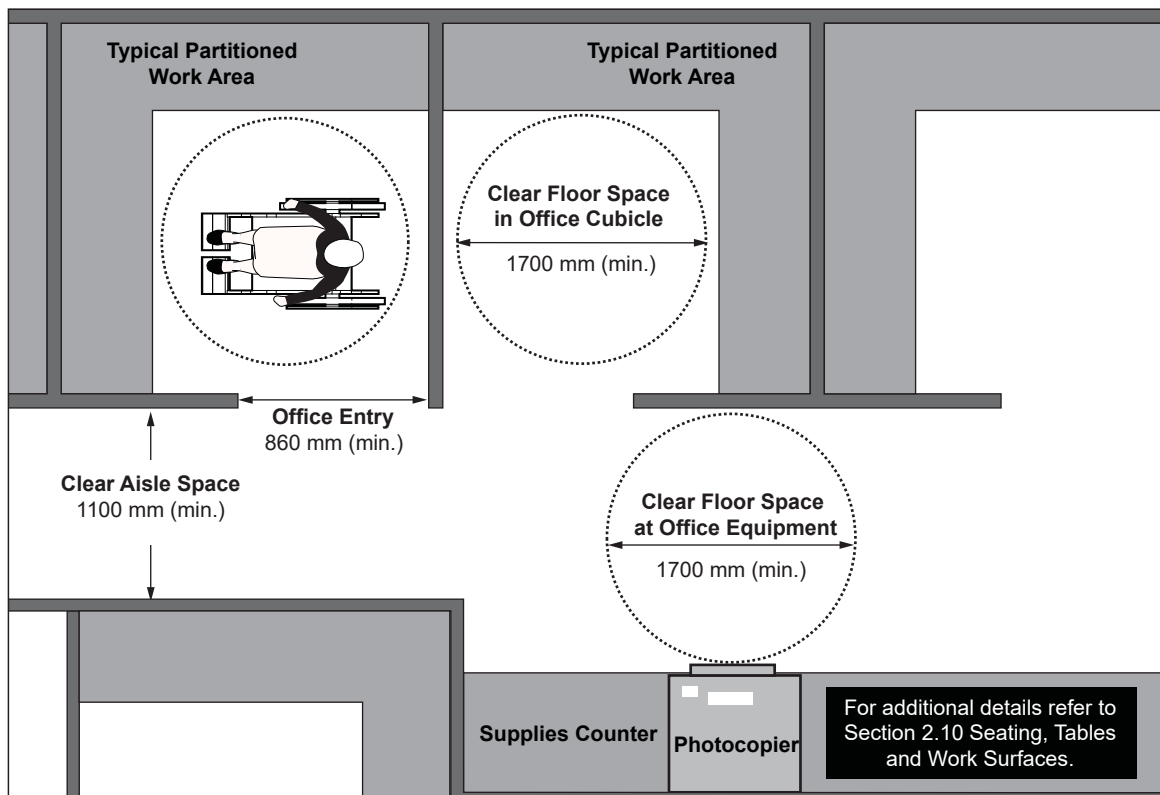 Typical Partitioned
Work Area
Typical Partitioned
Work Area
Clear Floor Space
in Office Cubicle
1700 mm (min.)
Office Entry
860 mm (min.)
Clear Aisle Space
1100 mm (min.)
Clear Floor Space
at Office Equipment
1700 mm (min.)
Supplies Counter
Photocopier
For additional details refer to
Section 2.10 Seating, Tables
and Work Surfaces.